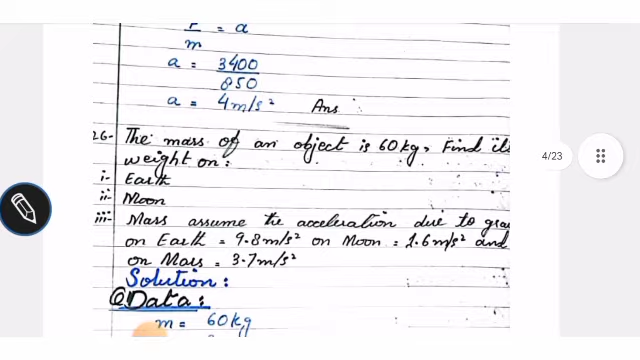 F = a
m
a = 3400
850
a = 4m/s² Ans
26- The mass of an object is 60kg, Find its
weight on:
i- Earth
ii- Moon
iii- Mass assume the acceleration due to gra
on Earth = 9.8m/s² on Moon = 1.6m/s² and
on Mass = 3.7m/s²
Solution:
@Data:
m = 60kg
4/23